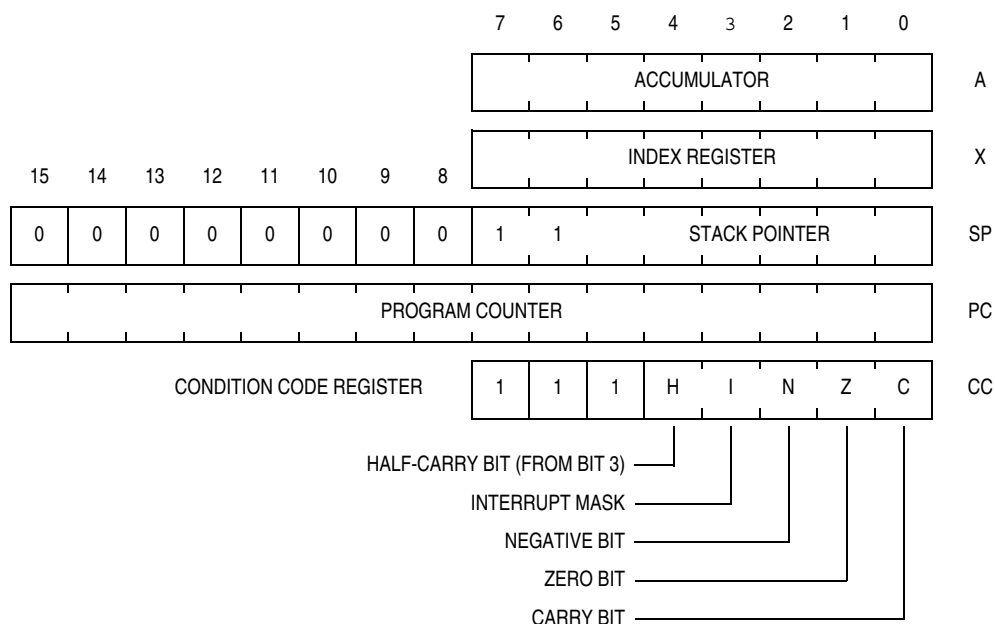 7 6 5 4 3 2 1 0
ACCUMULATOR A
INDEX REGISTER X
15 14 13 12 11 10 9 8
0 0 0 0 0 0 0 0 1 1 STACK POINTER SP
PROGRAM COUNTER PC
CONDITION CODE REGISTER 1 1 1 H I N Z C CC
HALF-CARRY BIT (FROM BIT 3)
INTERRUPT MASK
NEGATIVE BIT
ZERO BIT
CARRY BIT